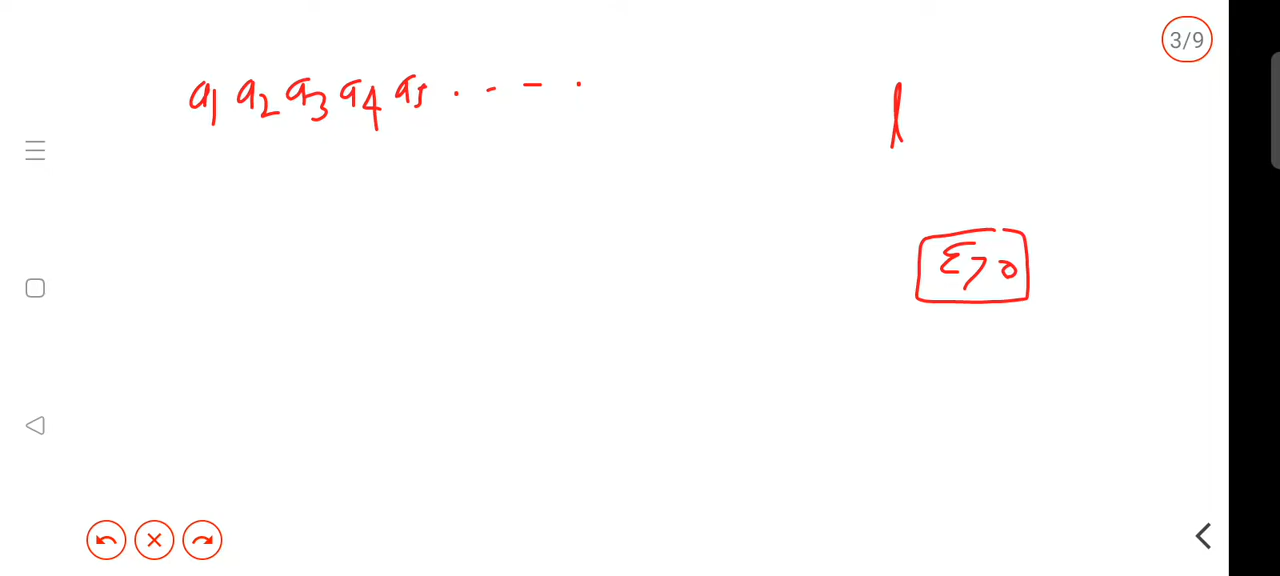 3/9
a1 a2 a3 a4 a5 . . - - .
l
ε>0